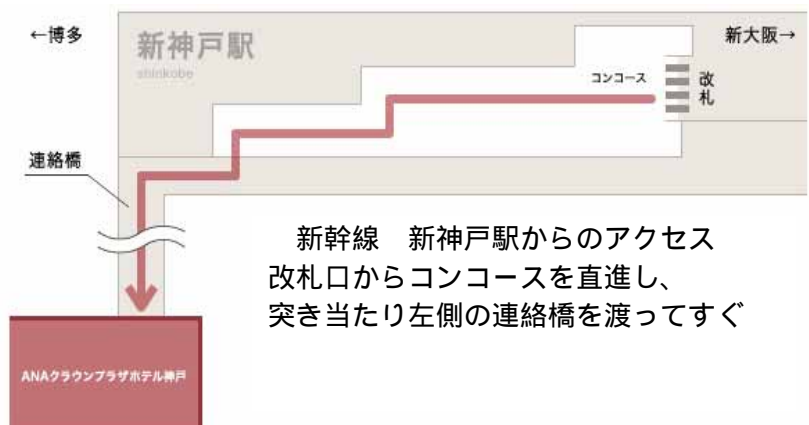 ←博多
新大阪→
新神戸駅
shinkobe
コンコース
改札
連絡橋
新幹線　新神戸駅からのアクセス
改札口からコンコースを直進し、
突き当たり左側の連絡橋を渡ってすぐ
ANAクラウンプラザホテル神戸